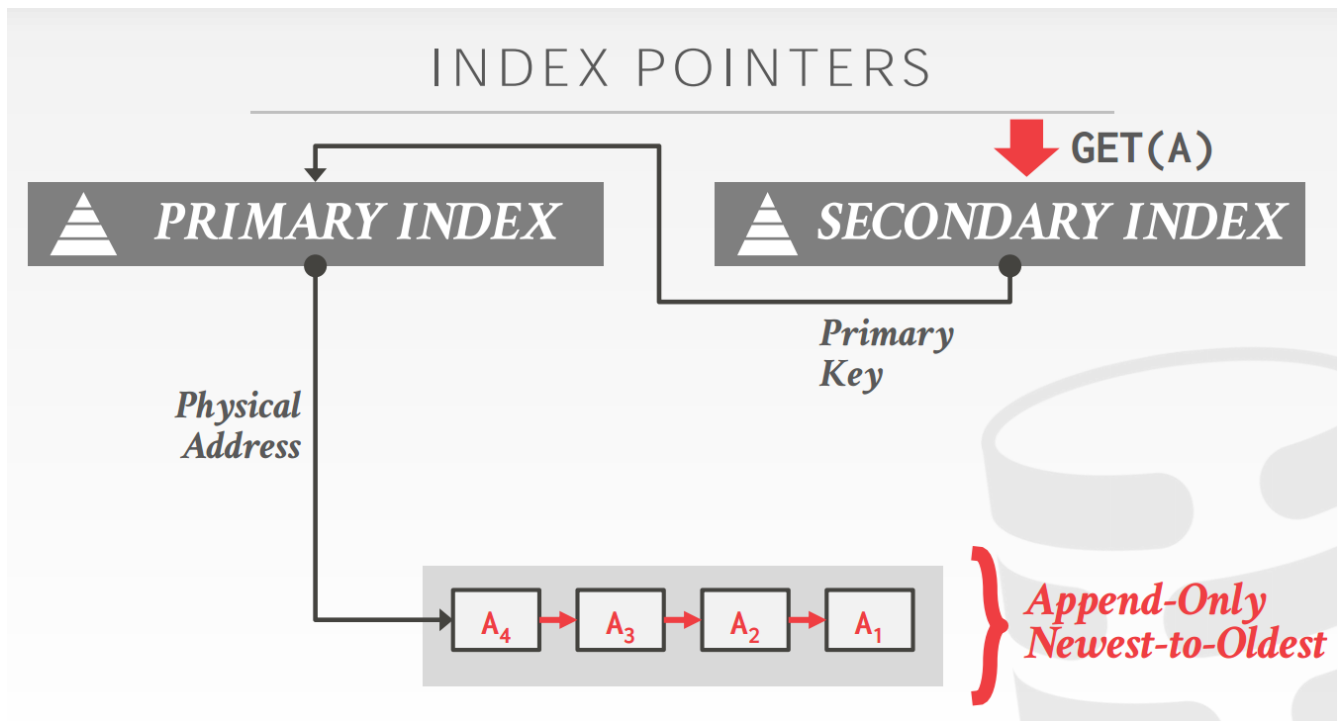 INDEX POINTERS
GET(A)
PRIMARY INDEX
SECONDARY INDEX
Primary
Key
Physical
Address
A₄
A₃
A₂
A₁
Append-Only
Newest-to-Oldest